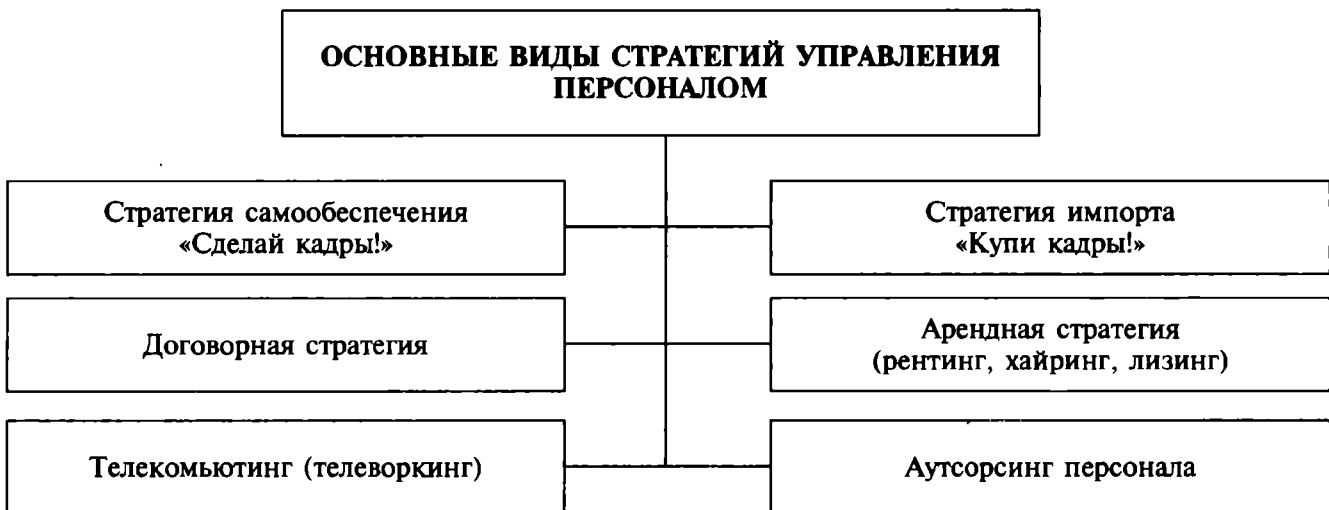 ОСНОВНЫЕ ВИДЫ СТРАТЕГИЙ УПРАВЛЕНИЯ
ПЕРСОНАЛОМ
Стратегия самообеспечения
«Сделай кадры!»
Стратегия импорта
«Купи кадры!»
Договорная стратегия
Арендная стратегия
(рентинг, хайринг, лизинг)
Телекомьютинг (телеворкинг)
Аутсорсинг персонала